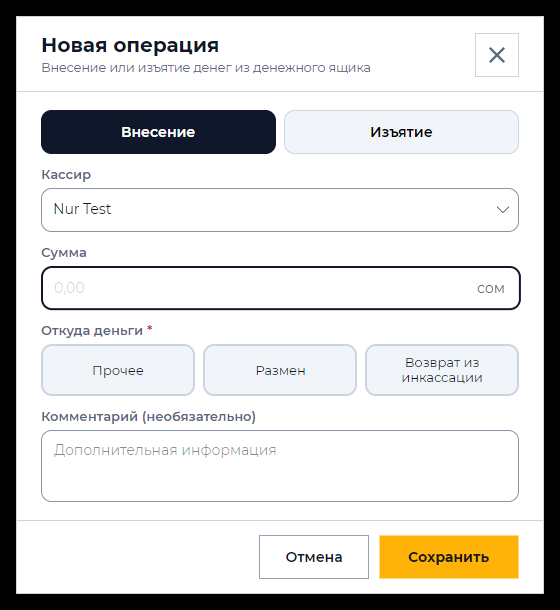 Новая операция
Внесение или изъятие денег из денежного ящика
Внесение
Изъятие
Кассир
Nur Test
Сумма
0,00
сом
Откуда деньги *
Прочее
Размен
Возврат из
инкассации
Комментарий (необязательно)
Дополнительная информация
Отмена
Сохранить